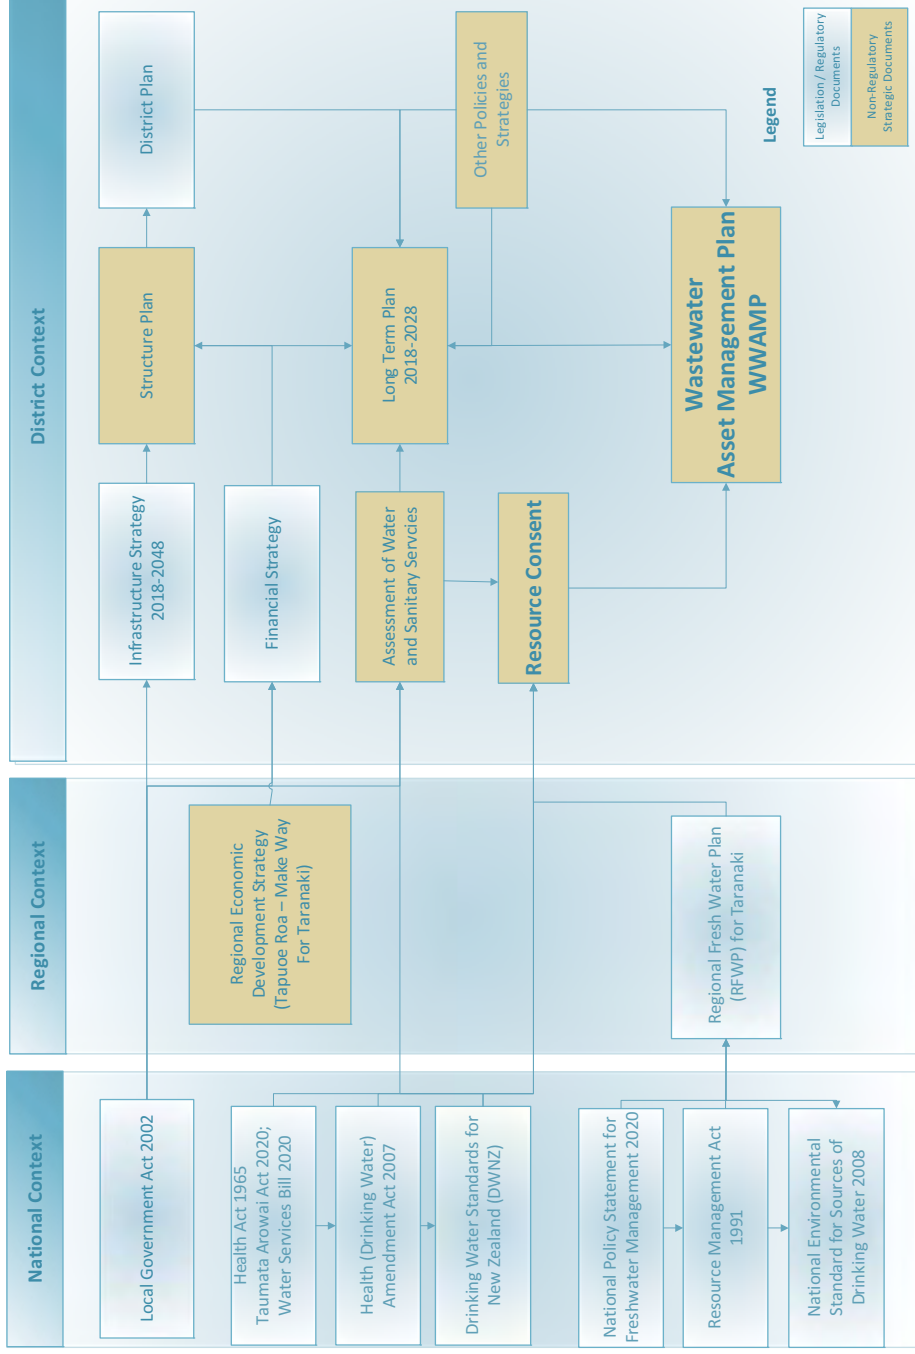 National Context
Local Government Act 2002
Health Act 1965
Taumata Arowai Act 2020;
Water Services Bill 2020
Health (Drinking Water)
Amendment Act 2007
Drinking Water Standards for
New Zealand (DWNZ)
National Policy Statement for
Freshwater Management 2020
Resource Management Act
1991
National Environmental
Standard for Sources of
Drinking Water 2008
Regional Context
Regional Economic
Development Strategy
(Tapuoe Roa – Make Way
For Taranaki)
Regional Fresh Water Plan
(RFWP) for Taranaki
District Context
Infrastructure Strategy
2018-2048
Structure Plan
District Plan
Financial Strategy
Assessment of Water
and Sanitary Servcies
Long Term Plan
2018-2028
Other Policies and
Strategies
Resource Consent
Wastewater
Asset Management Plan
WWAMP
Legend
Legislation / Regulatory
Documents
Non-Regulatory
Strategic Documents